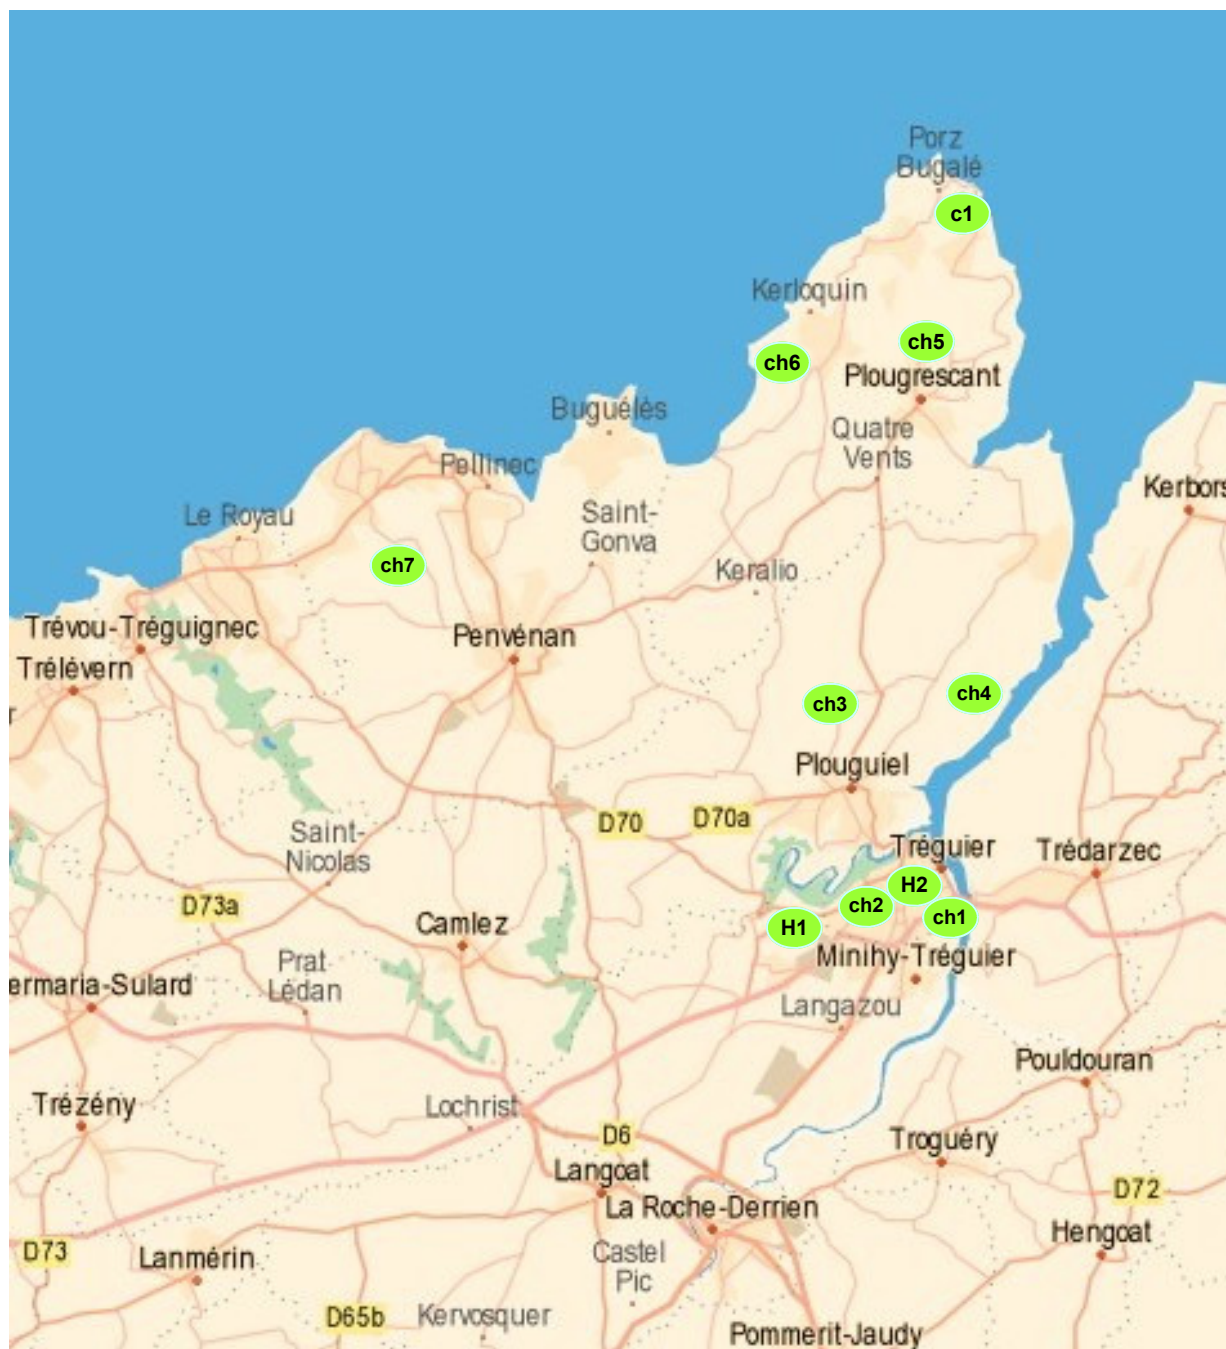 Porz
Bugalé
c1
Kerloquin
ch5
ch6
Plougrescant
Buguélès
Quatre
Vents
Pellinec
Kerbors
Le Royau
Saint-
Gonva
ch7
Keralio
Trévou-Tréguignec
Penvénan
Trélévern
ch4
ch3
r
Plouguiel
D70
D70a
Saint-
Nicolas
Tréguier
Trédarzec
H2
D73a
ch2
ch1
Camlez
H1
Minihy-Tréguier
Prat
Lédan
ermaria-Sulard
Langazou
Pouldouran
Trézény
Lochrist
D6
Troguéry
Langoat
D72
La Roche-Derrien
Hengoat
D73
Lanmérin
Castel
Pic
D65b
Kervosquer
Pommerit-Jaudy